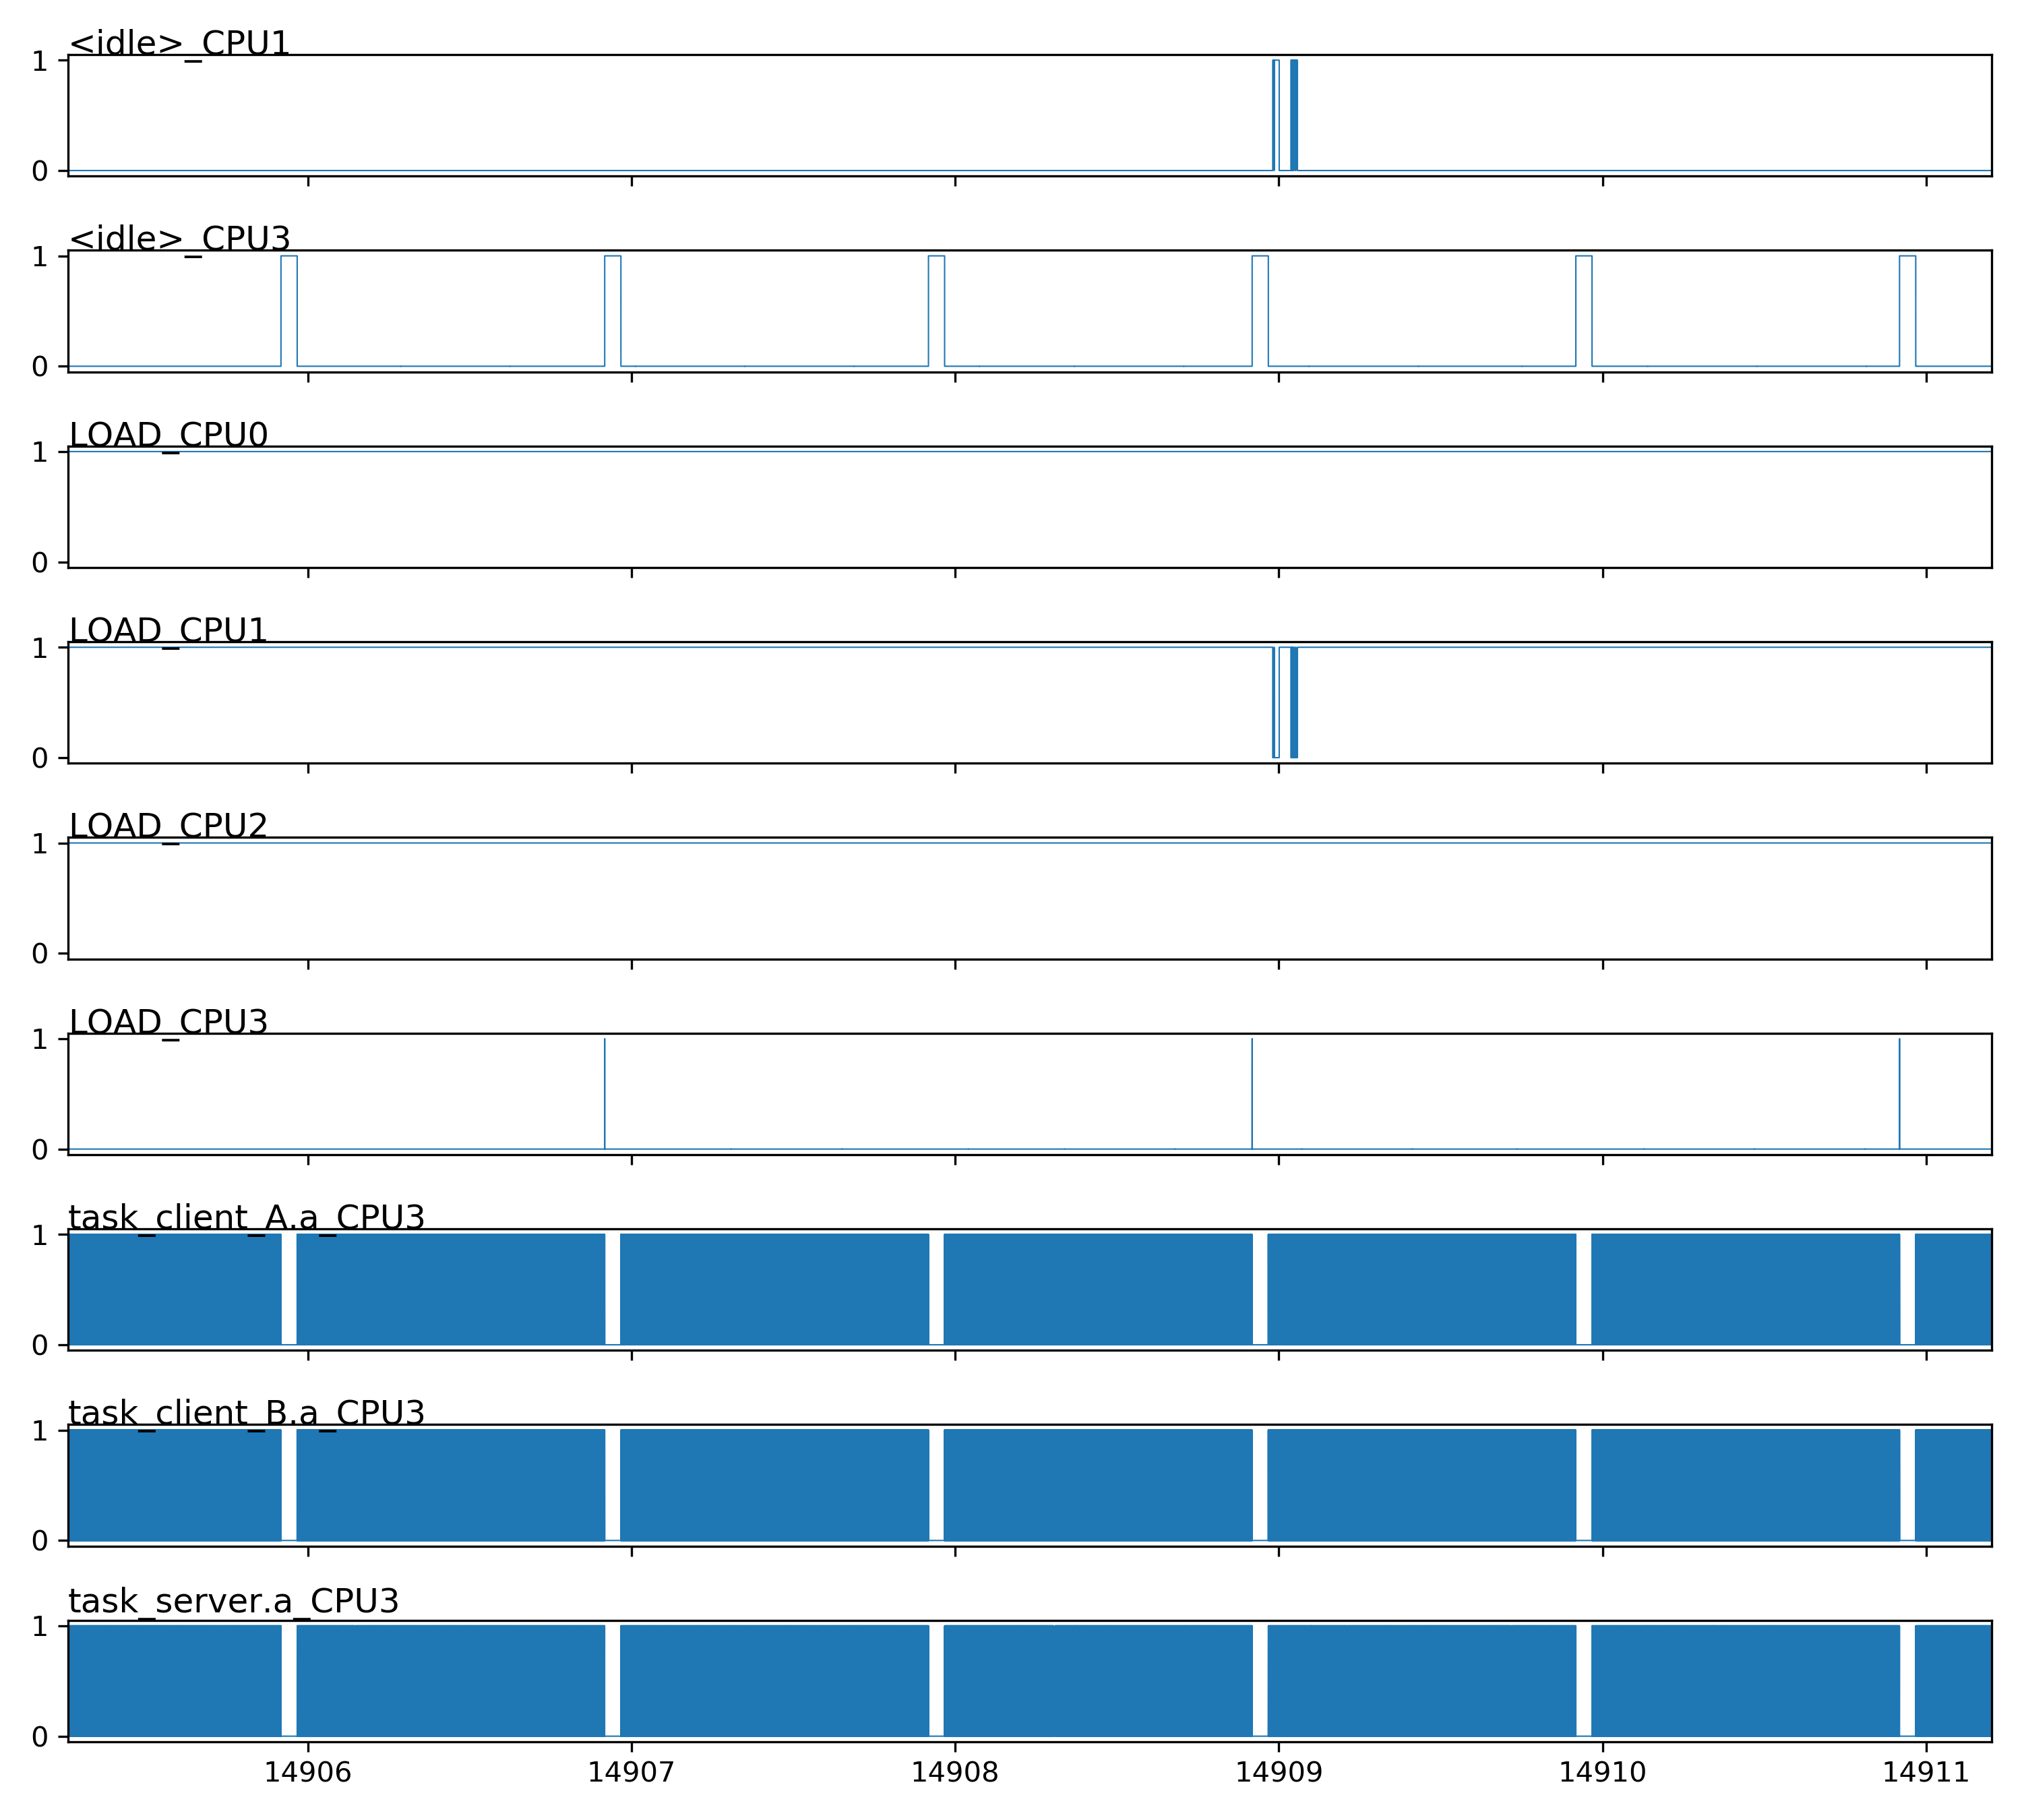 <idle>_CPU1
1
0
<idle>_CPU3
1
0
LOAD_CPU0
1
0
LOAD_CPU1
1
0
LOAD_CPU2
1
0
LOAD_CPU3
1
0
task_client_A.a_CPU3
1
0
task_client_B.a_CPU3
1
0
task_server.a_CPU3
1
0
14906 14907 14908 14909 14910 14911